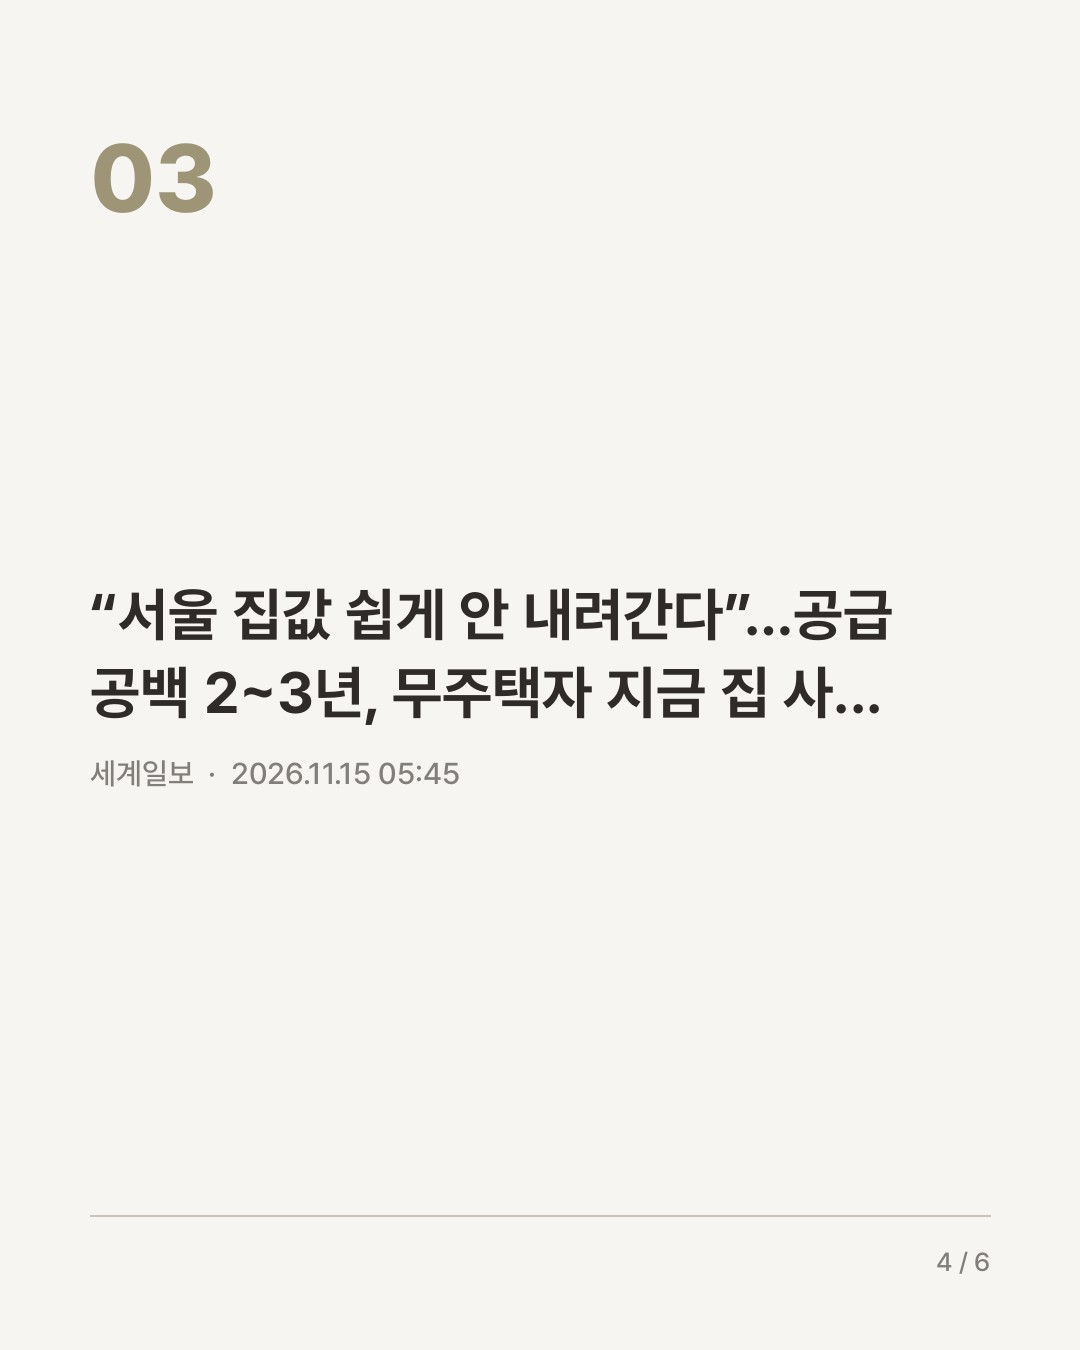 03
“서울 집값 쉽게 안 내려간다”…공급
공백 2~3년, 무주택자 지금 집 사…
세계일보 · 2026.11.15 05:45
4 / 6